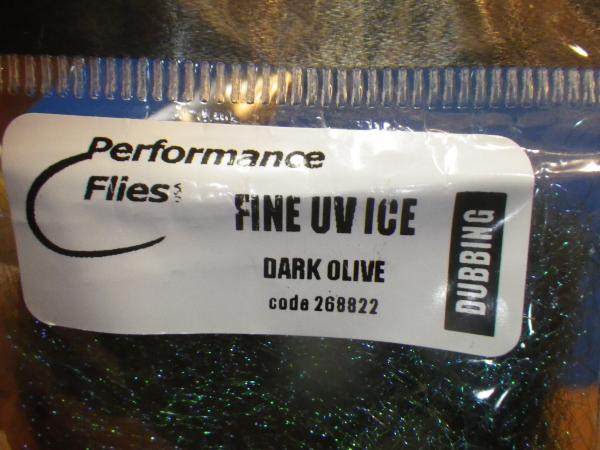 Performance
Flies
FINE UV ICE
DARK OLIVE
code 268822
DUBBING